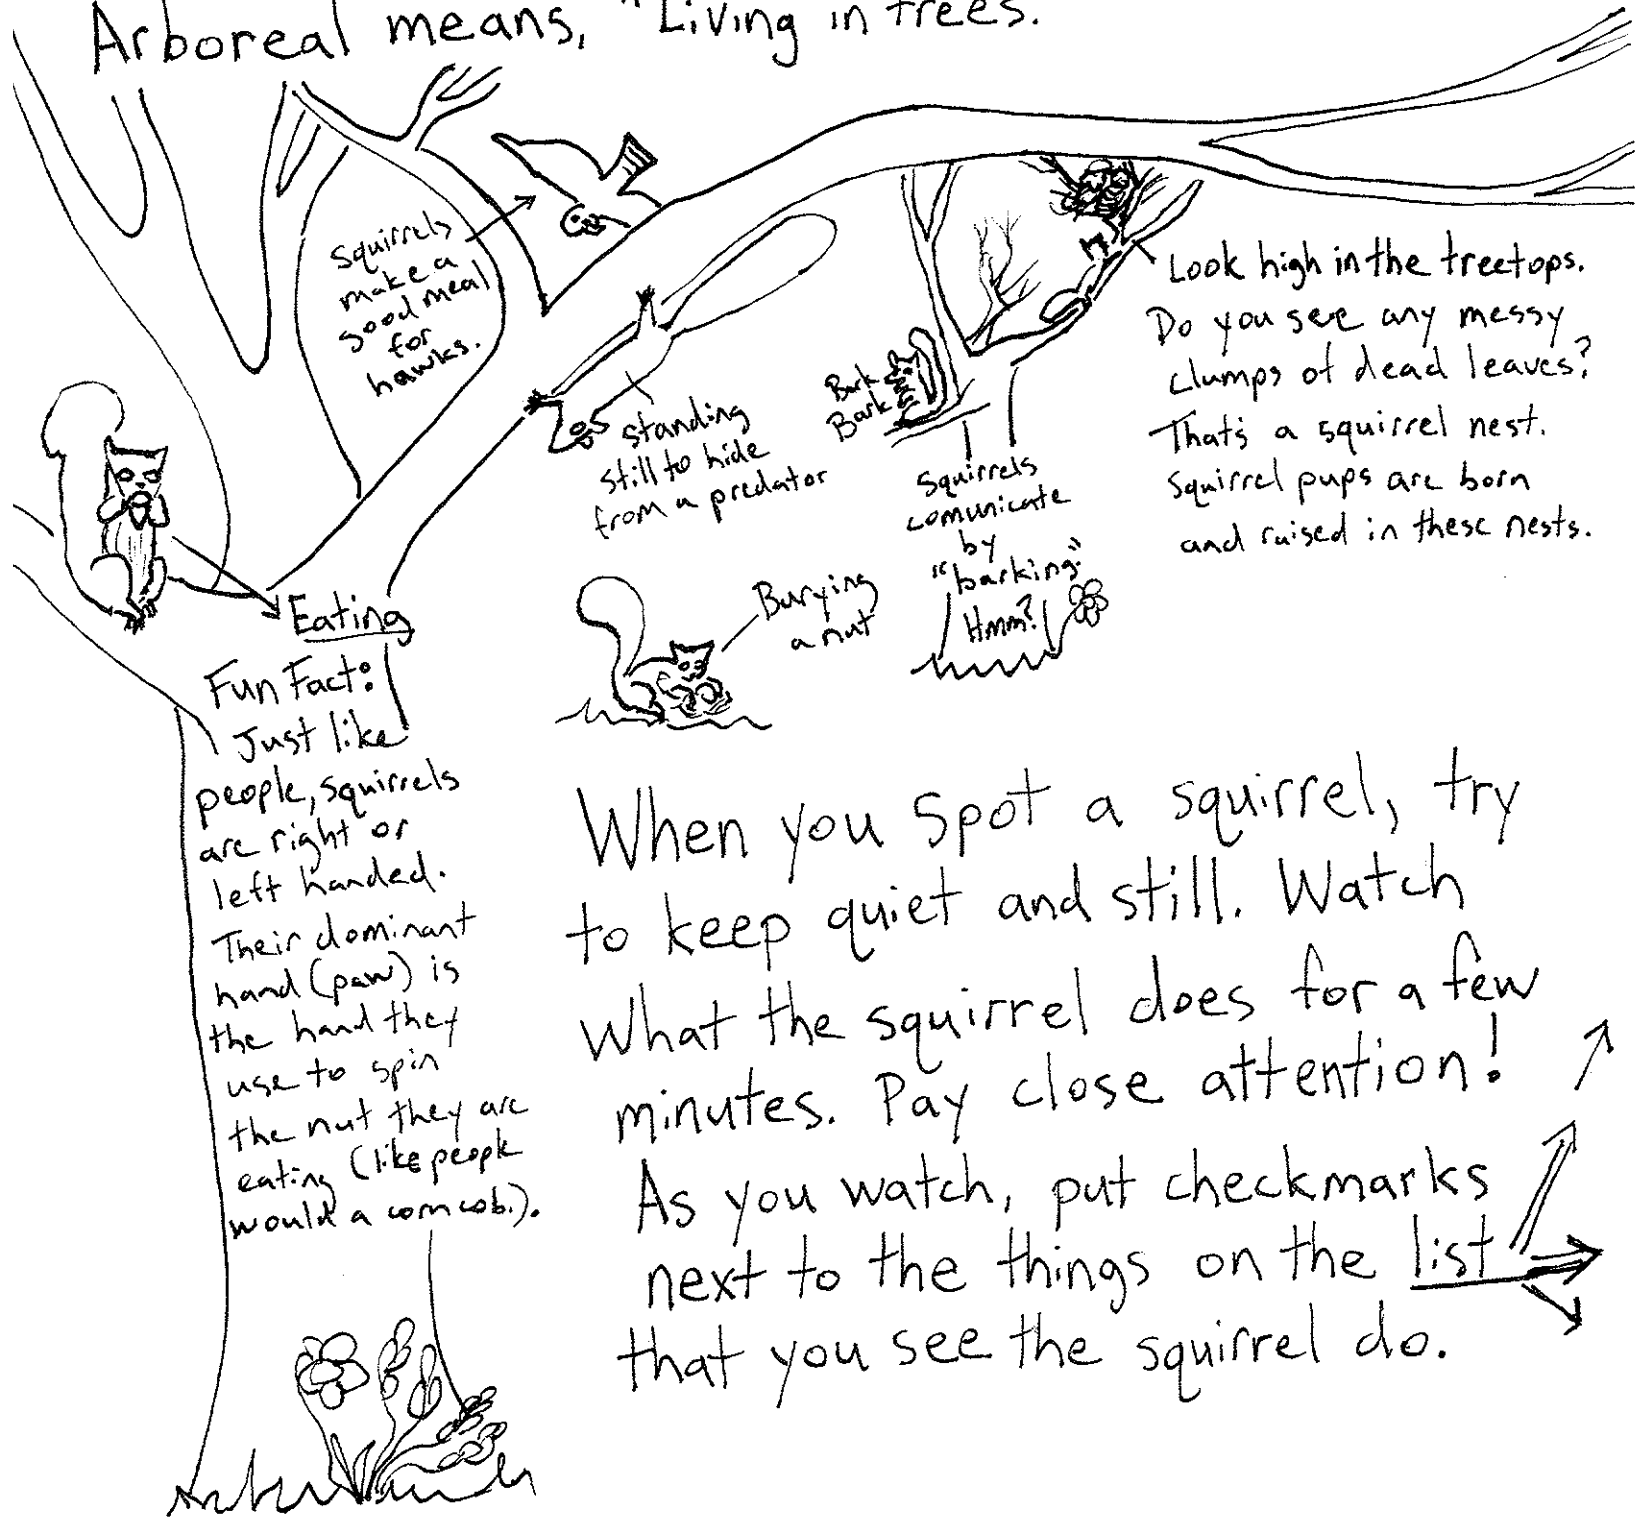 Arboreal means, "Living in trees.
Squirrels
make a
good meal
for
hawks.
standing
still to hide
from a predator
Bark
Bark
Squirrels
comunicate
by
"barking."
Hmm?
Look high in the treetops.
Do you see any messy
clumps of dead leaves?
That's a squirrel nest.
Squirrel pups are born
and raised in these nests.
Burying
a nut
Eating
Fun Fact:
Just like
people, squirrels
are right or
left handed.
Their dominant
hand (paw) is
the hand they
use to spin
the nut they are
eating (like people
would a corn cob.).
When you spot a squirrel, try
to keep quiet and still. Watch
what the squirrel does for a few
minutes. Pay close attention!
As you watch, put checkmarks
next to the things on the list
that you see the squirrel do.